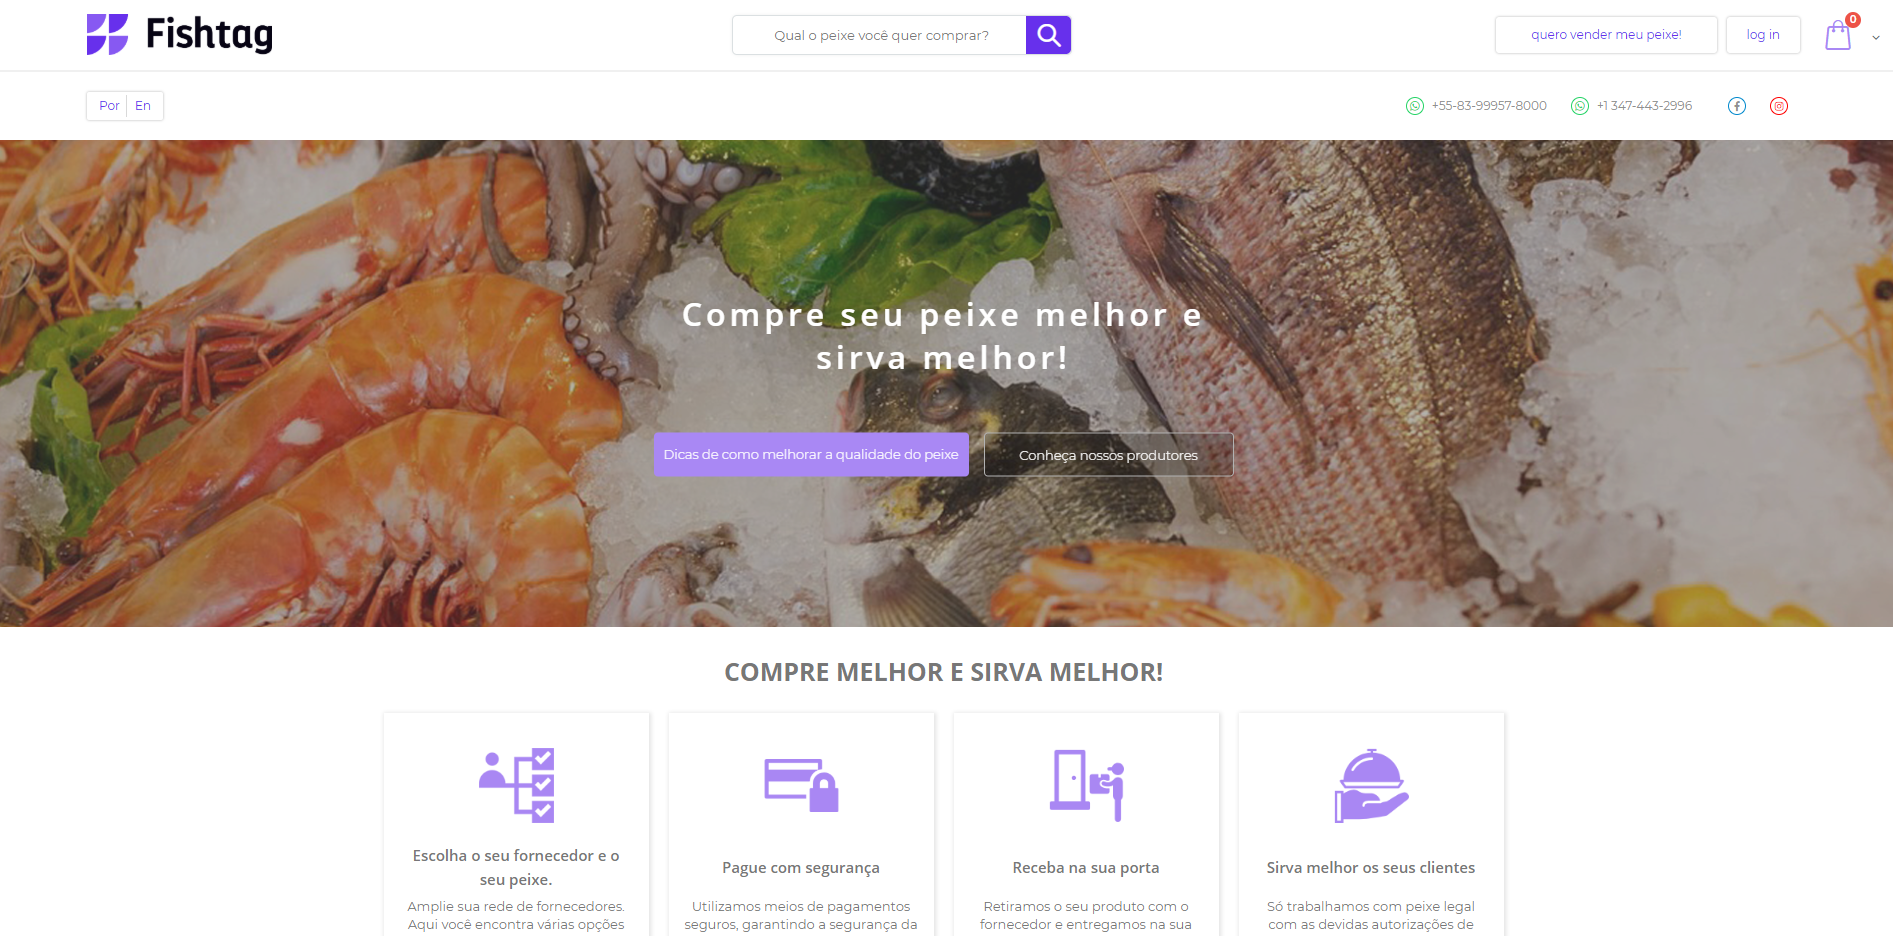 Fishtag
Qual o peixe você quer comprar?
quero vender meu peixe!
log in
0
Por
En
+55-83-99957-8000
+1 347-443-2996
Compre seu peixe melhor e
sirva melhor!
Dicas de como melhorar a qualidade do peixe
Conheça nossos produtores
COMPRE MELHOR E SIRVA MELHOR!
Escolha o seu fornecedor e o
seu peixe.
Amplie sua rede de fornecedores.
Aqui você encontra várias opções
Pague com segurança
Utilizamos meios de pagamentos
seguros, garantindo a segurança da
Receba na sua porta
Retiramos o seu produto com o
fornecedor e entregamos na sua
Sirva melhor os seus clientes
Só trabalhamos com peixe legal
com as devidas autorizações de